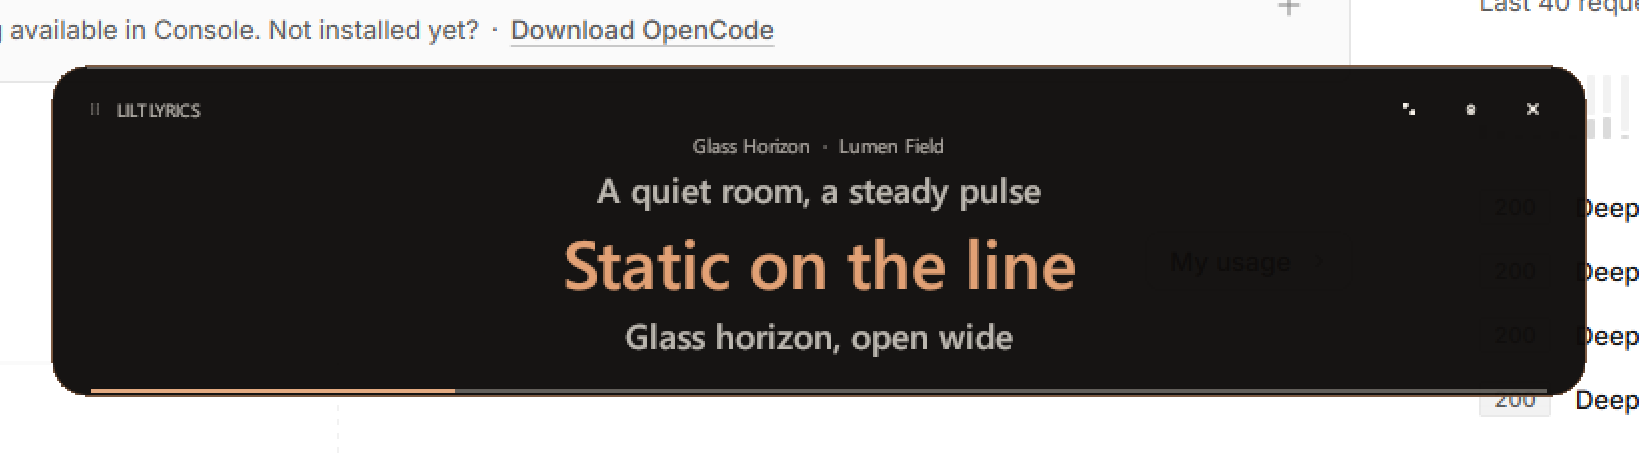 Last 40 reque
g available in Console. Not installed yet? · Download OpenCode
LILT LYRICS
Glass Horizon · Lumen Field
A quiet room, a steady pulse
Static on the line
Glass horizon, open wide
My usage
200 Deep
200 Deep
200 Deep
200 Deep